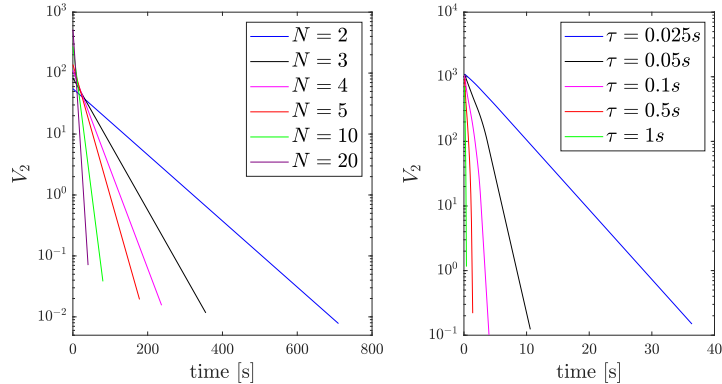 10^3
10^2
10^1
10^0
10^-1
10^-2
V_2
0 200 400 600 800
time [s]
N = 2
N = 3
N = 4
N = 5
N = 10
N = 20
10^4
10^3
10^2
10^1
10^0
10^-1
V_2
0 10 20 30 40
time [s]
τ = 0.025s
τ = 0.05s
τ = 0.1s
τ = 0.5s
τ = 1s